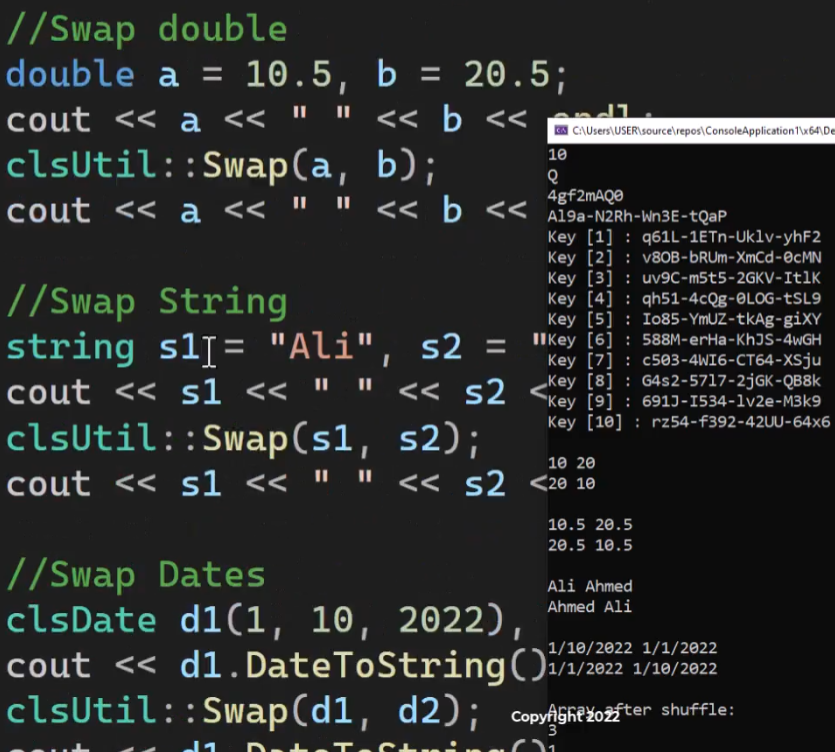 //Swap double
double a = 10.5, b = 20.5;
cout << a << " " << b << endl;
clsUtil::Swap(a, b);
cout << a << " " << b <<
//Swap String
string s1 = "Ali", s2 = "
cout << s1 << " " << s2 <
clsUtil::Swap(s1, s2);
cout << s1 << " " << s2 <
//Swap Dates
clsDate d1(1, 10, 2022),
cout << d1.DateToString()
clsUtil::Swap(d1, d2);
cout << d1.DateToString()
C:\Users\USER\source\repos\ConsoleApplication1\x64\De
10
Q
4gf2mAQ0
Al9a-N2Rh-Wn3E-tQaP
Key [1] : q61L-1ETn-Uklv-yhF2
Key [2] : v8OB-bRUm-XmCd-0cMN
Key [3] : uv9C-m5t5-2GKV-ItlK
Key [4] : qh51-4cQg-0LOG-tSL9
Key [5] : Io85-YmUZ-tkAg-giXY
Key [6] : 588M-erHa-KhJS-4wGH
Key [7] : c503-4WI6-CT64-XSju
Key [8] : G4s2-57l7-2jGK-QB8k
Key [9] : 691J-I534-lv2e-M3k9
Key [10] : rz54-f392-42UU-64x6
10 20
20 10
10.5 20.5
20.5 10.5
Ali Ahmed
Ahmed Ali
1/10/2022 1/1/2022
1/1/2022 1/10/2022
Array after shuffle:
3
1
Copyright 2022